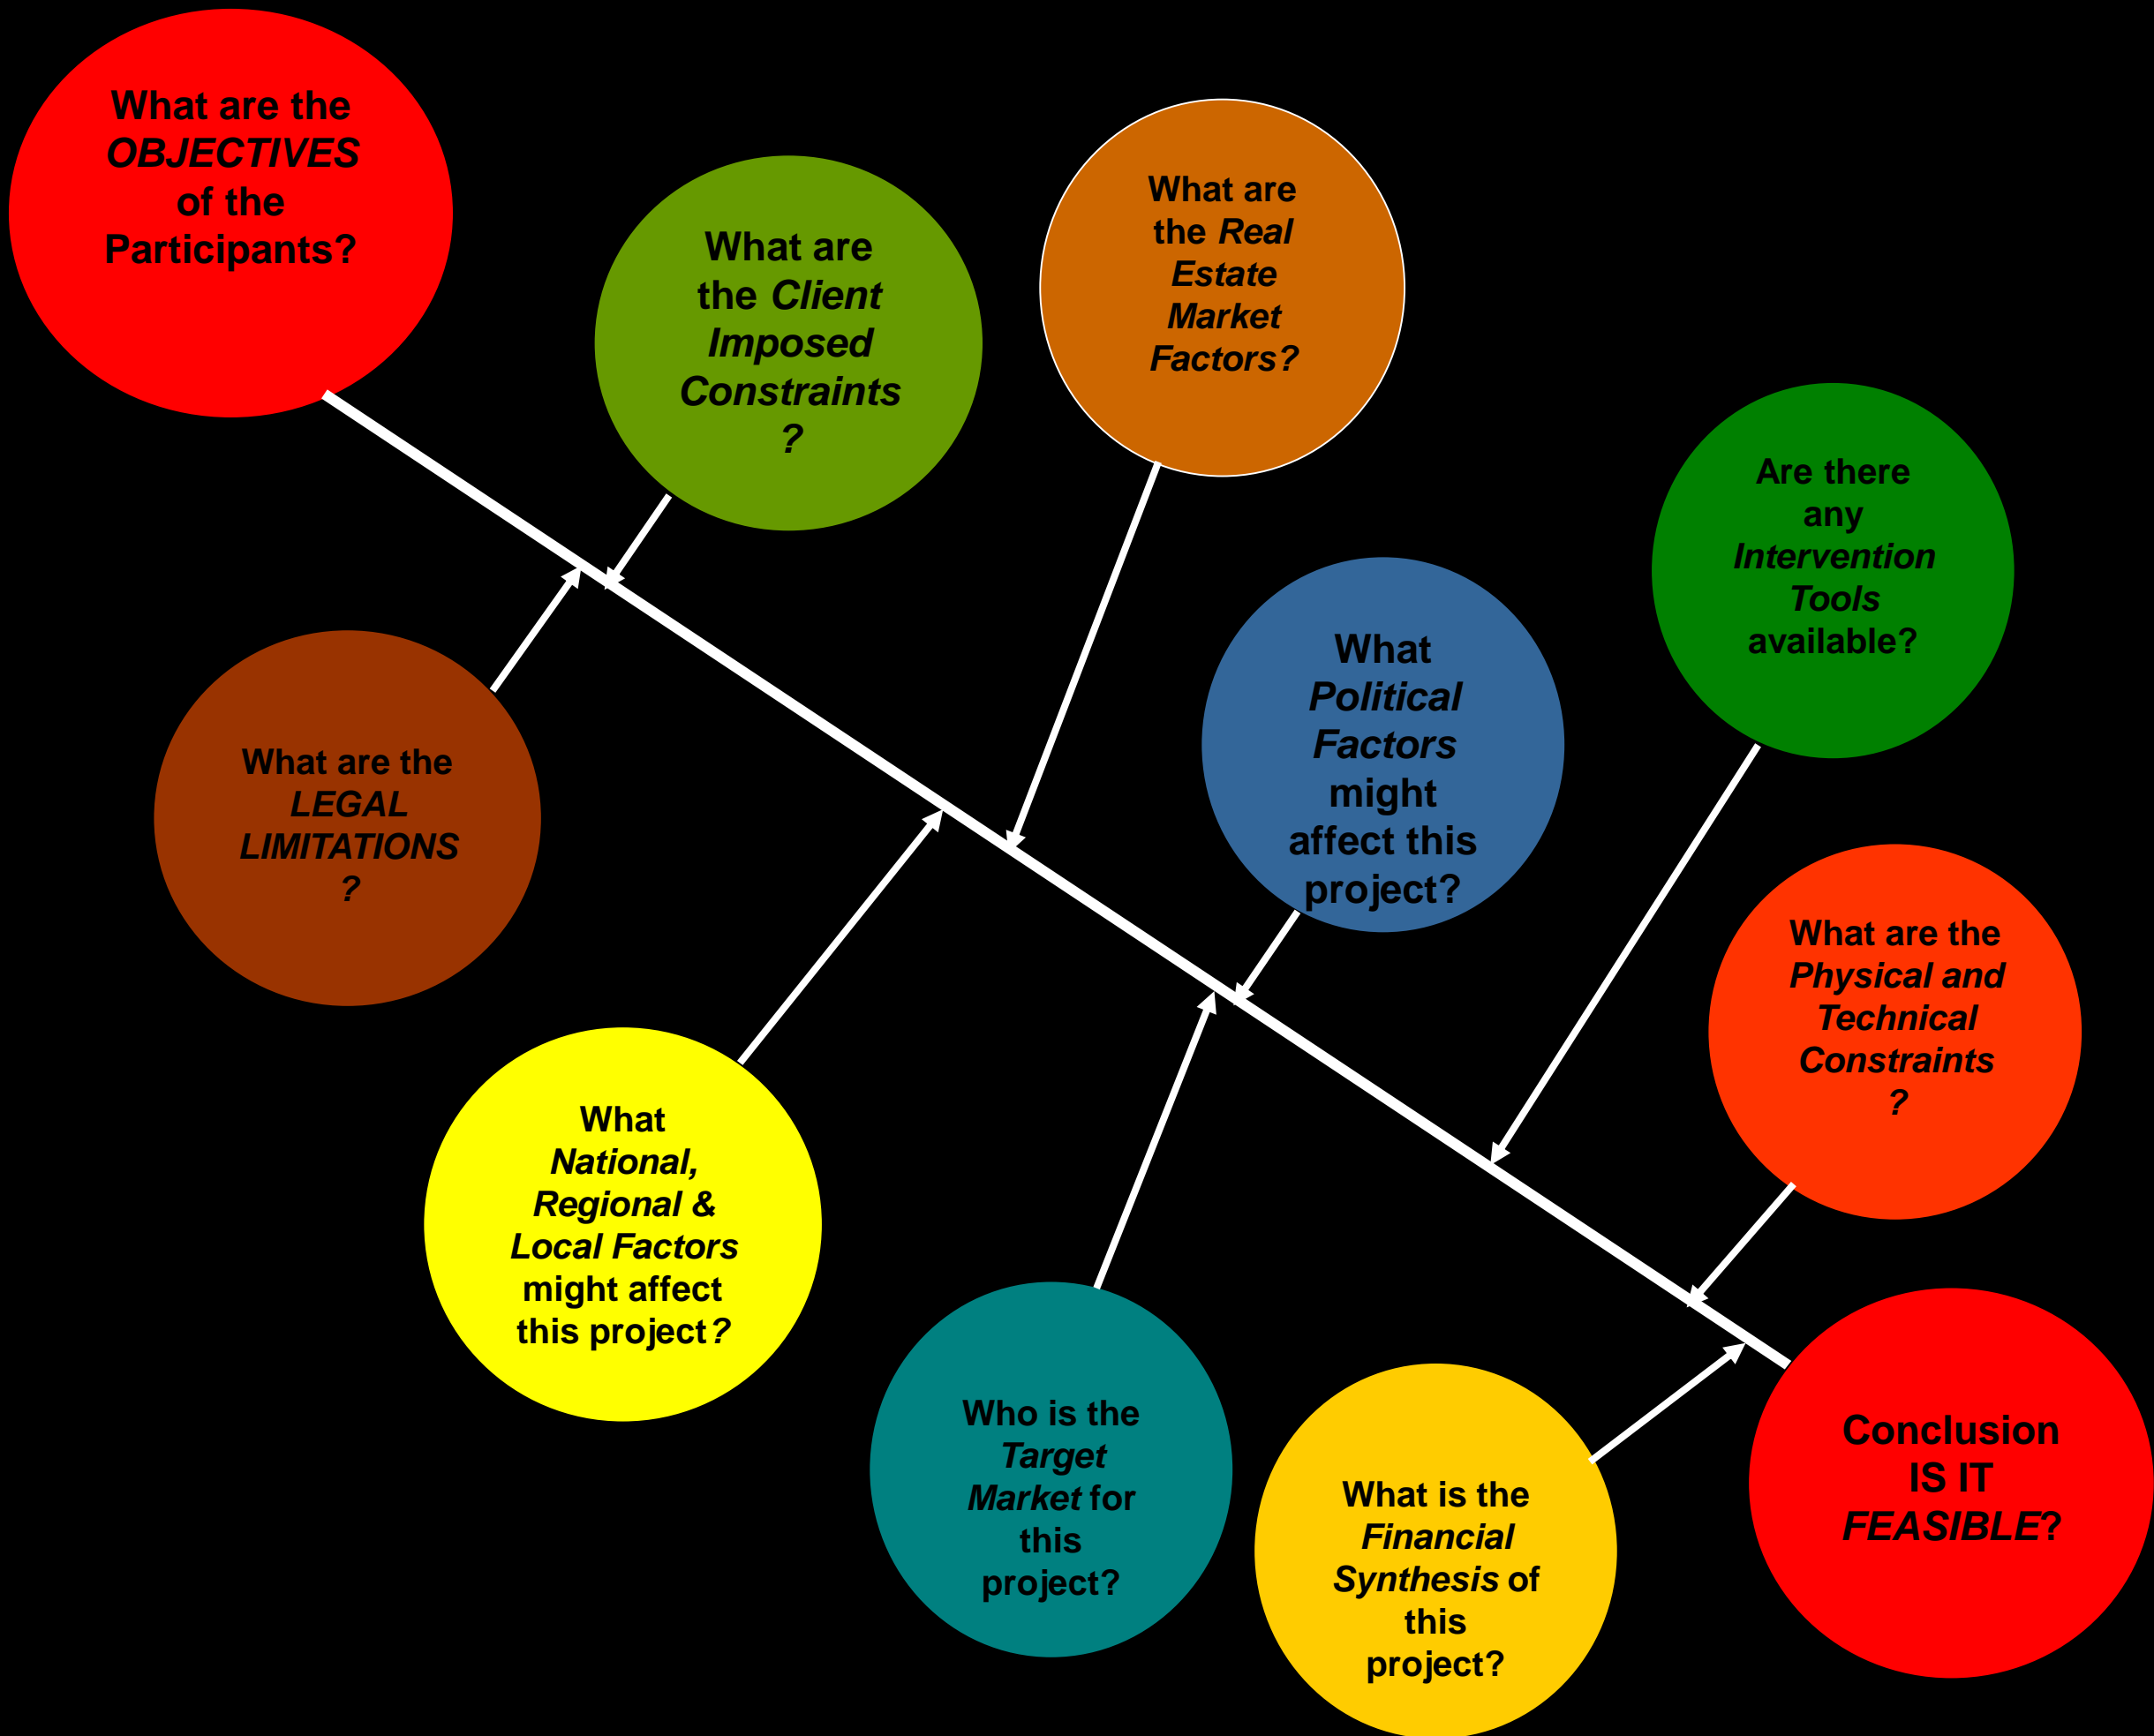 What are the
OBJECTIVES
of the
Participants?
What are
the Client
Imposed
Constraints
?
What are
the Real
Estate
Market
Factors?
Are there
any
Intervention
Tools
available?
What
Political
Factors
might
affect this
project?
What are the
LEGAL
LIMITATIONS
?
What are the
Physical and
Technical
Constraints
?
What
National,
Regional &
Local Factors
might affect
this project?
Who is the
Target
Market for
this
project?
What is the
Financial
Synthesis of
this
project?
Conclusion
IS IT
FEASIBLE?